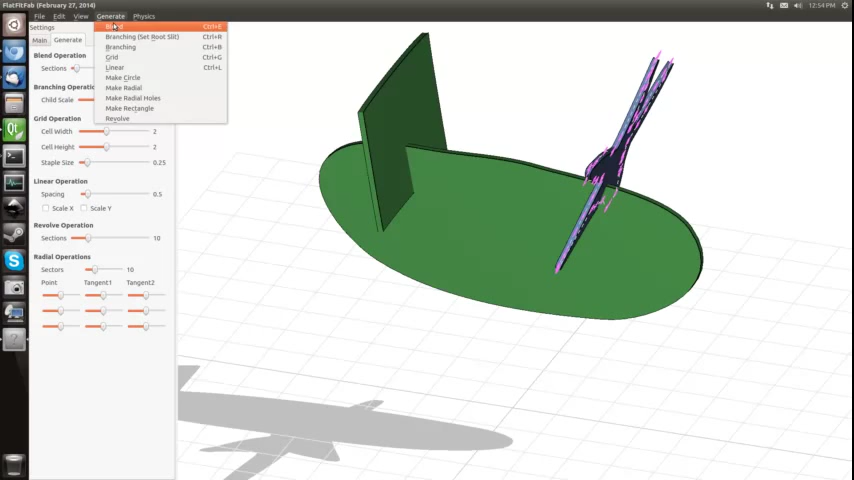 FlatFitFab (February 27, 2014)
12:54 PM
File Edit View Generate Physics
Settings
Main Generate
Blend Ctrl+E
Branching (Set Root Slit) Ctrl+R
Branching Ctrl+B
Grid Ctrl+G
Linear Ctrl+L
Make Circle
Make Radial
Make Radial Holes
Make Rectangle
Revolve
Blend Operation
Sections
Branching Operatio
Child Scale
Grid Operation
Cell Width 2
Cell Height 2
Staple Size 0.25
Linear Operation
Spacing 0.5
Scale X Scale Y
Revolve Operation
Sections 10
Radial Operations
Sectors 10
Point Tangent1 Tangent2